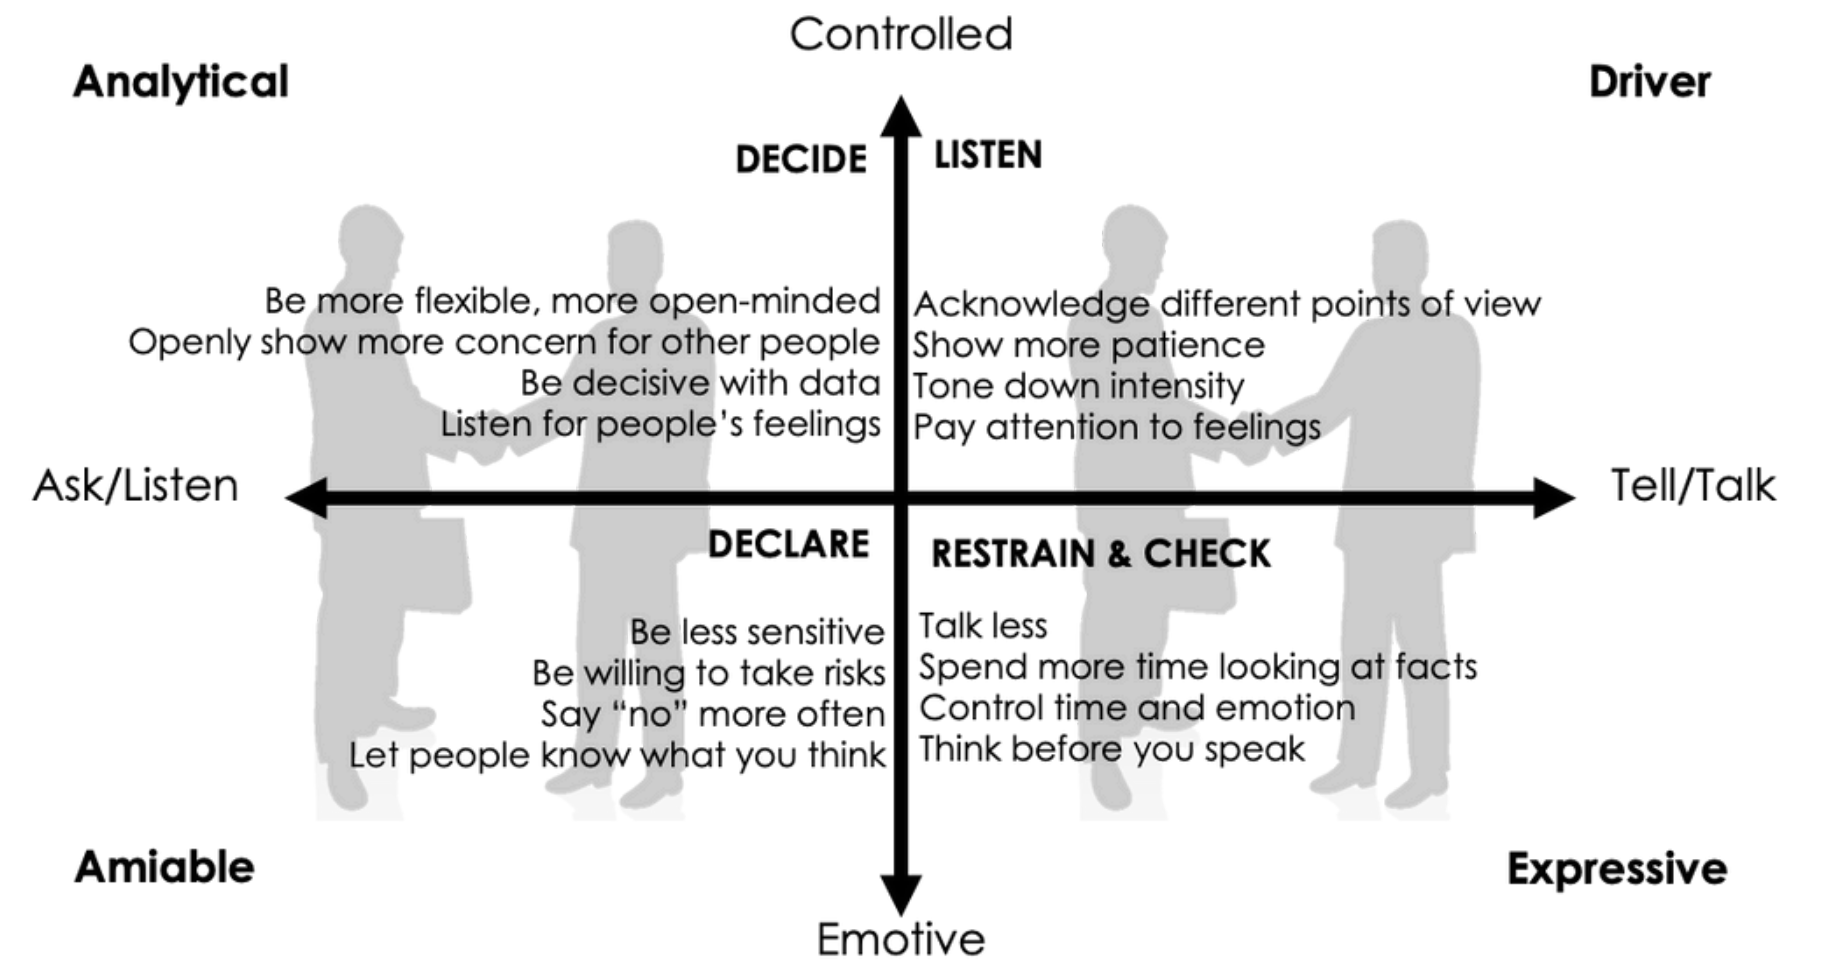 Controlled
Analytical
Driver
DECIDE
LISTEN
Be more flexible, more open-minded
Openly show more concern for other people
Be decisive with data
Listen for people's feelings
Acknowledge different points of view
Show more patience
Tone down intensity
Pay attention to feelings
Ask/Listen
Tell/Talk
DECLARE
RESTRAIN & CHECK
Be less sensitive
Be willing to take risks
Say “no” more often
Let people know what you think
Talk less
Spend more time looking at facts
Control time and emotion
Think before you speak
Amiable
Expressive
Emotive